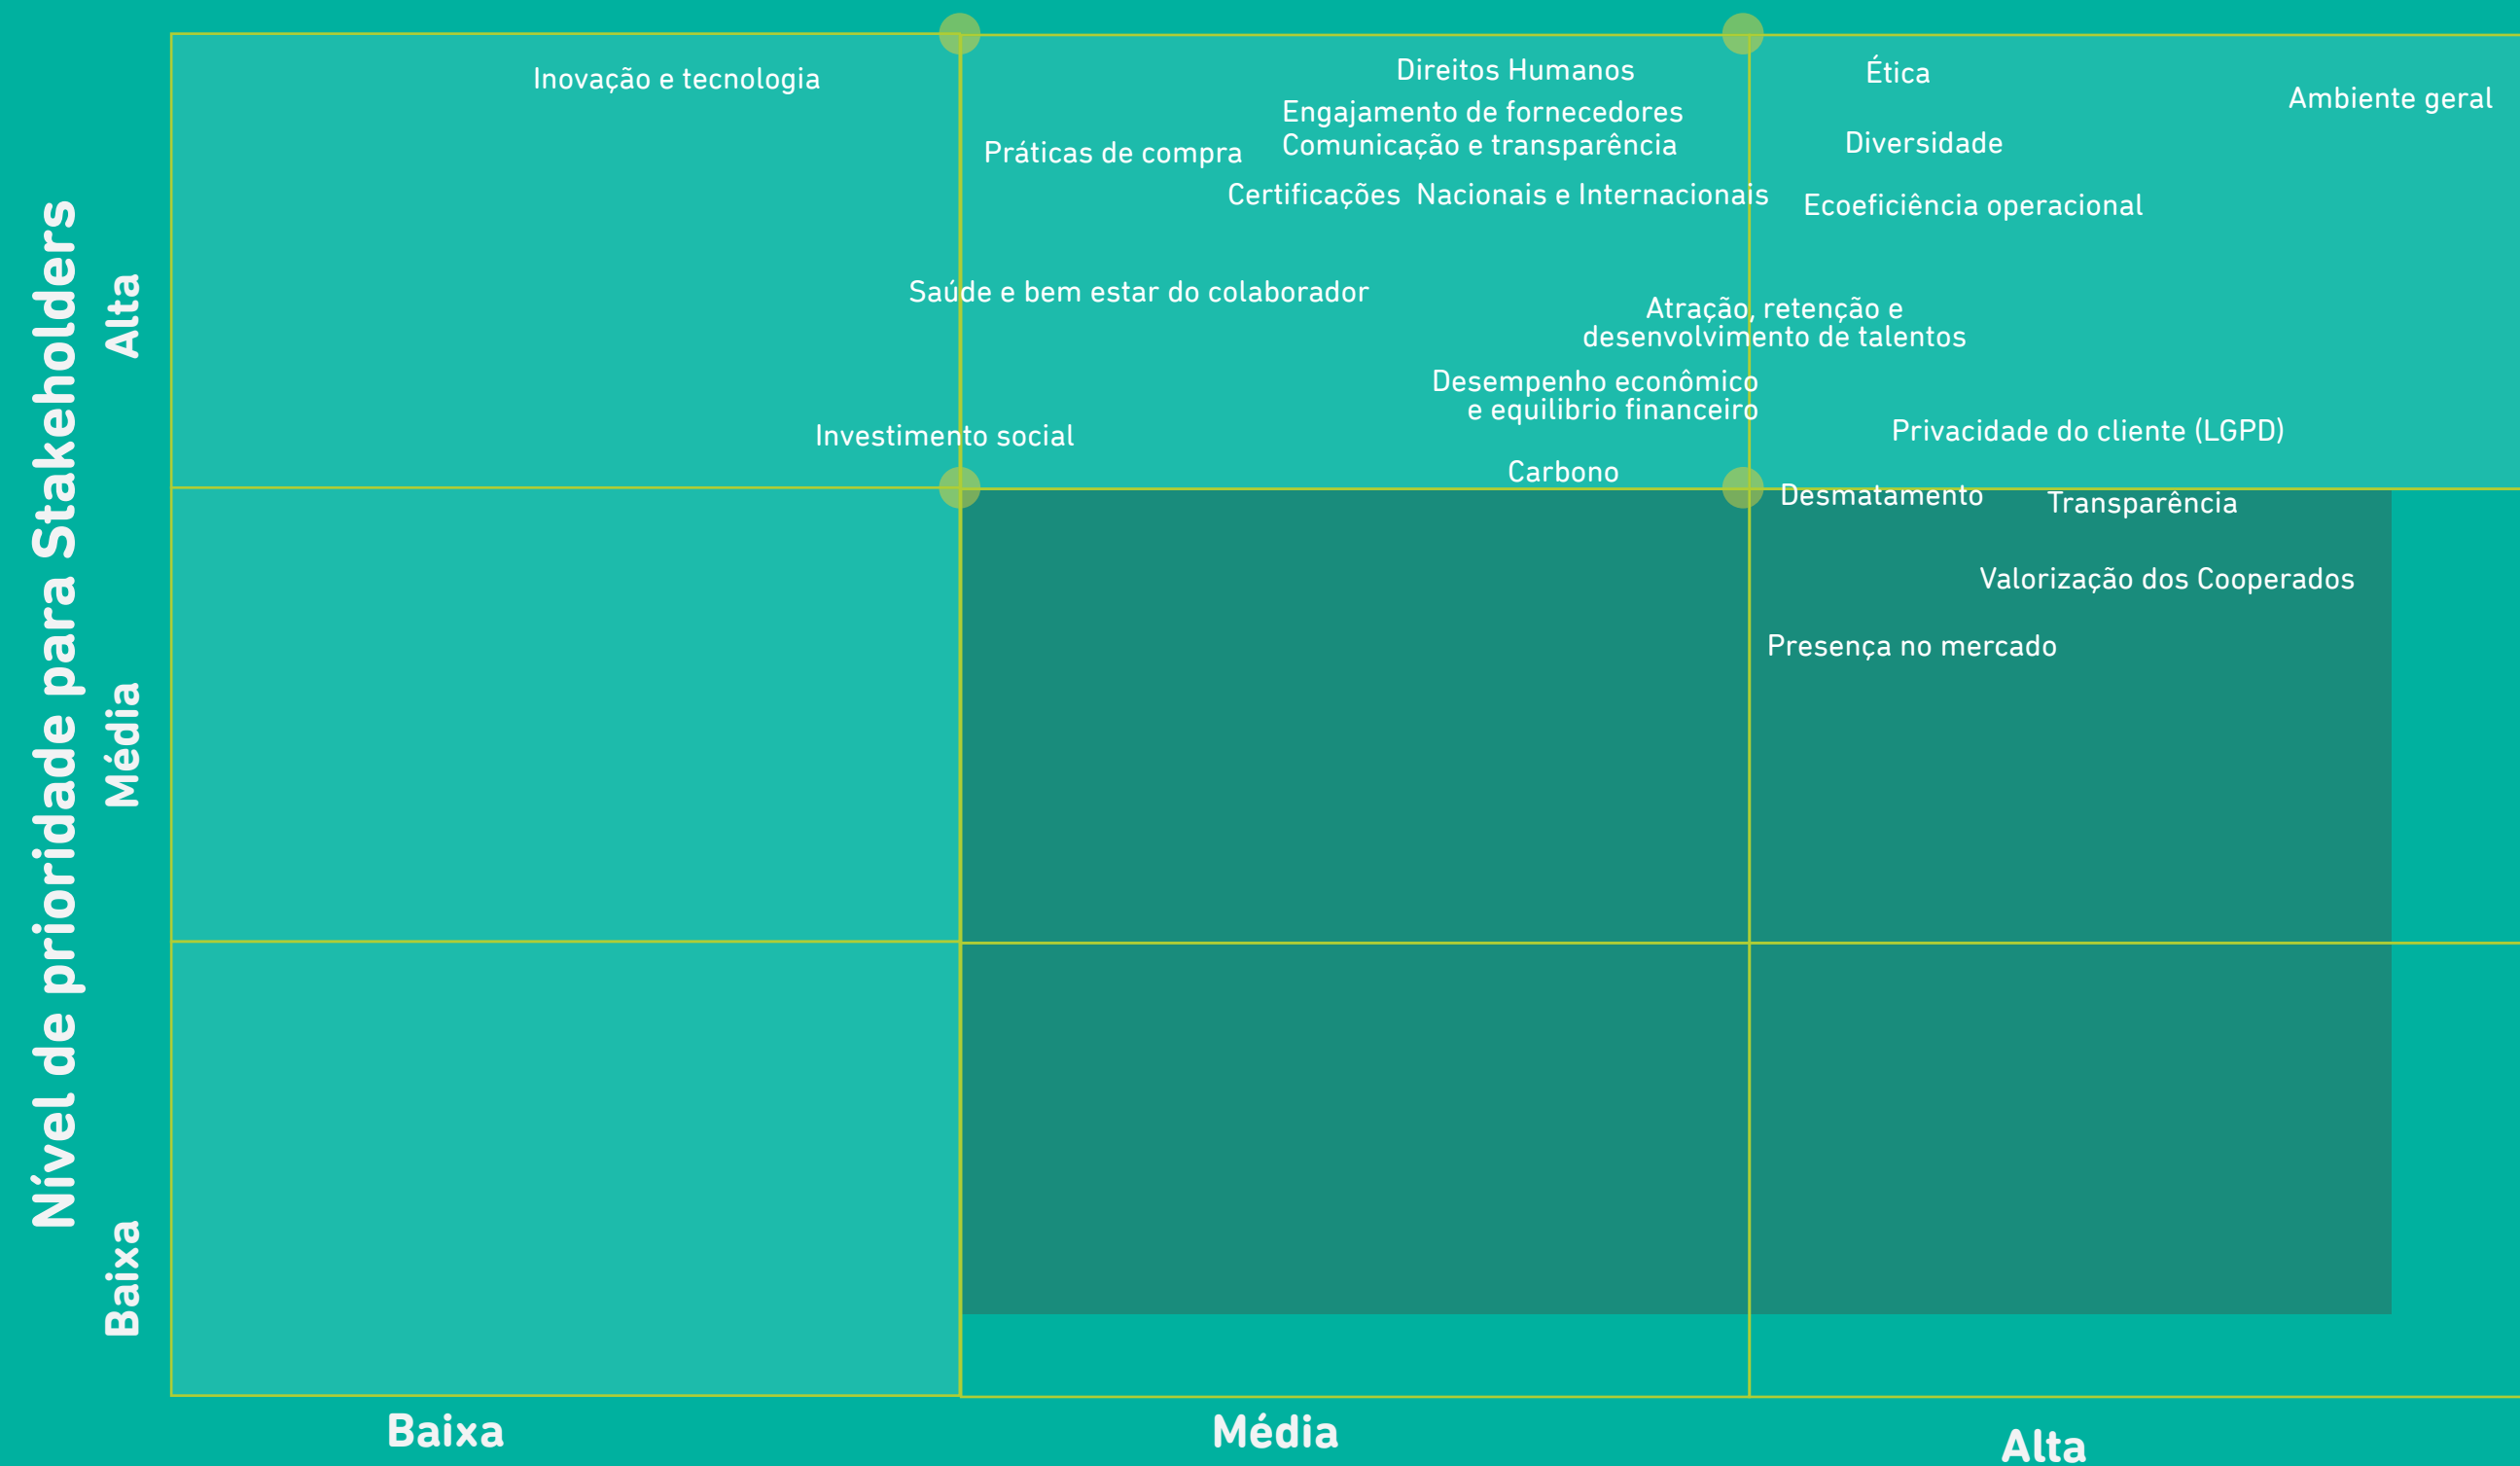 Nível de prioridade para Stakeholders
Alta
Média
Baixa
Inovação e tecnologia
Direitos Humanos
Ética
Ambiente geral
Engajamento de fornecedores
Práticas de compra
Comunicação e transparência
Diversidade
Certificações  Nacionais e Internacionais
Ecoeficiência operacional
Saúde e bem estar do colaborador
Atração, retenção e
desenvolvimento de talentos
Desempenho econômico
e equilibrio financeiro
Investimento social
Privacidade do cliente (LGPD)
Carbono
Desmatamento
Transparência
Valorização dos Cooperados
Presença no mercado
Baixa
Média
Alta